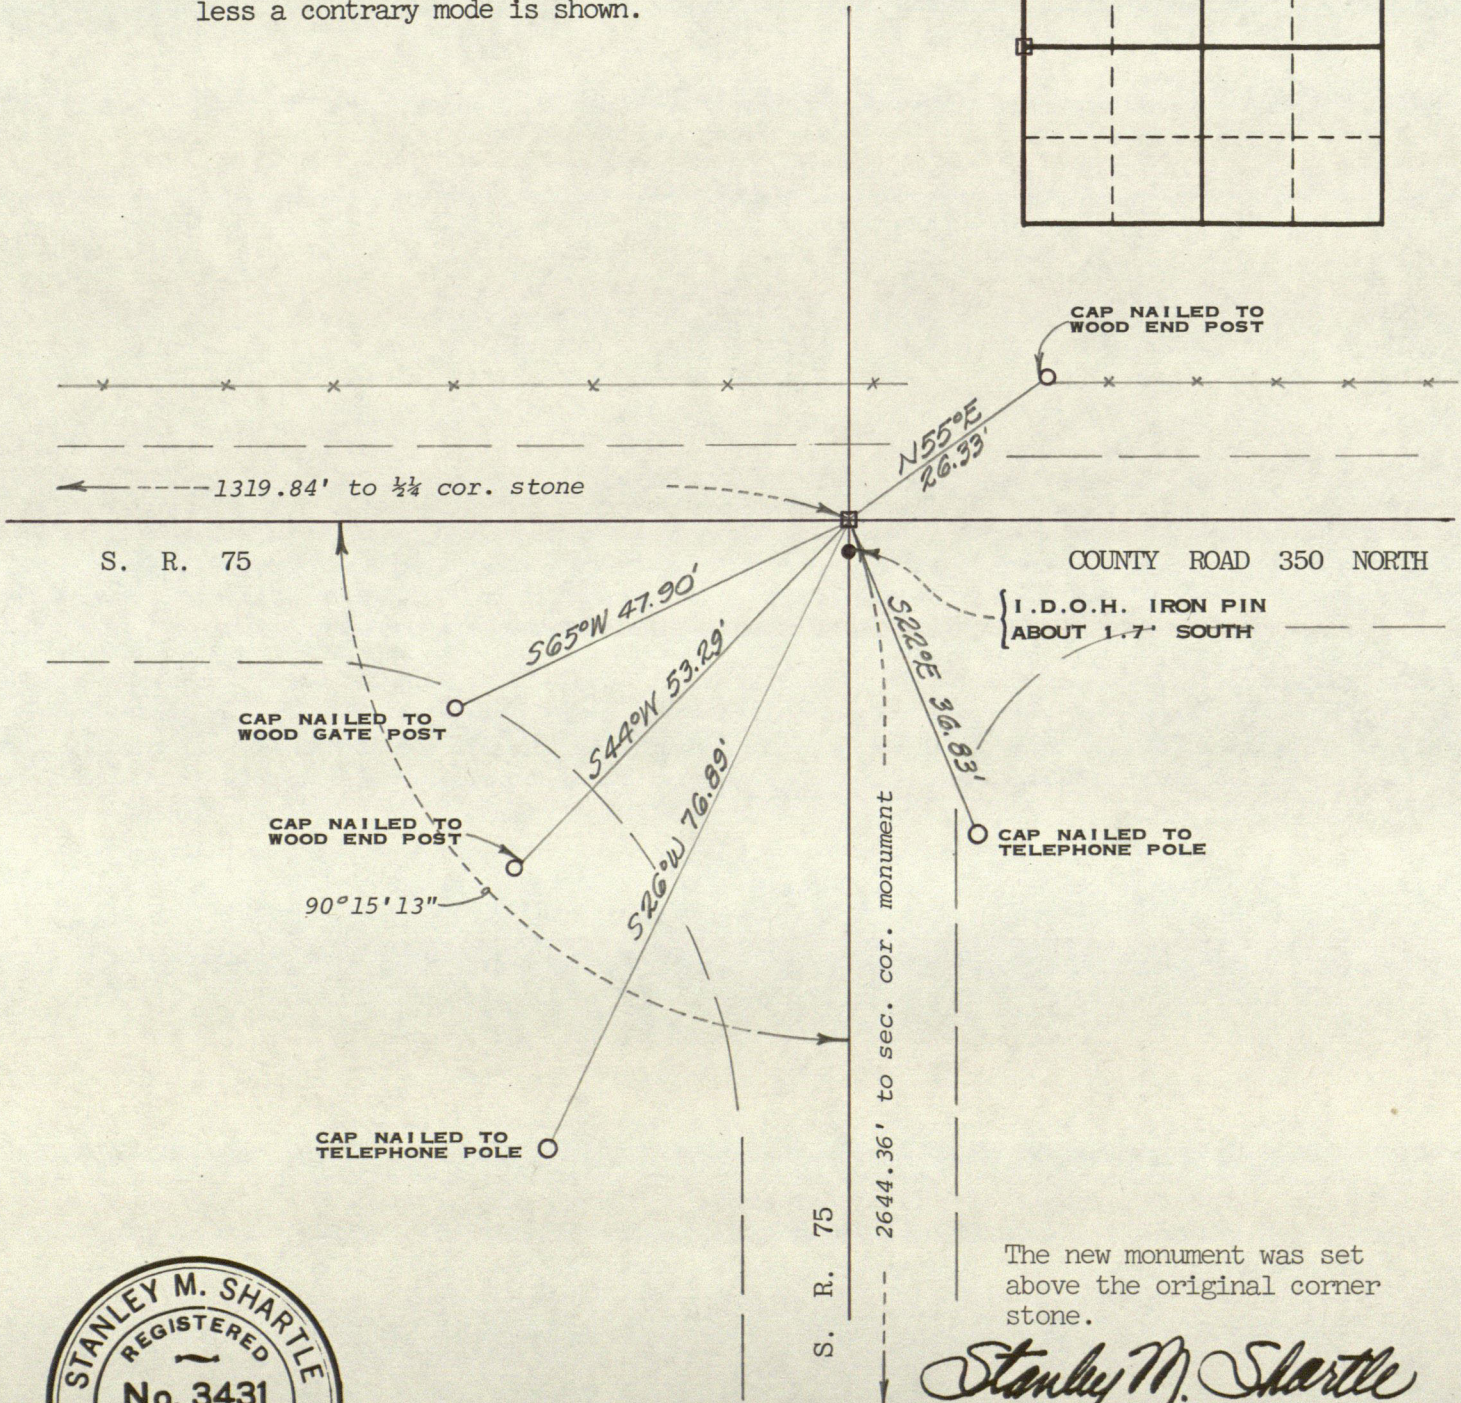 less a contrary mode is shown.
CAP NAILED TO
WOOD END POST
N55°E
26.33'
1319.84' to ½¼ cor. stone
S. R. 75
COUNTY ROAD 350 NORTH
I.D.O.H. IRON PIN
ABOUT 1.7' SOUTH
S65°W 47.90'
S22°E 36.83'
CAP NAILED TO
WOOD GATE POST
S44°W 53.29'
S26°W 76.89'
CAP NAILED TO
WOOD END POST
CAP NAILED TO
TELEPHONE POLE
90°15'13"
2644.36' to sec. cor. monument
CAP NAILED TO
TELEPHONE POLE
S. R. 75
The new monument was set
above the original corner
stone.
STANLEY M. SHARTLE
REGISTERED
No. 3431
Stanley M. Shartle